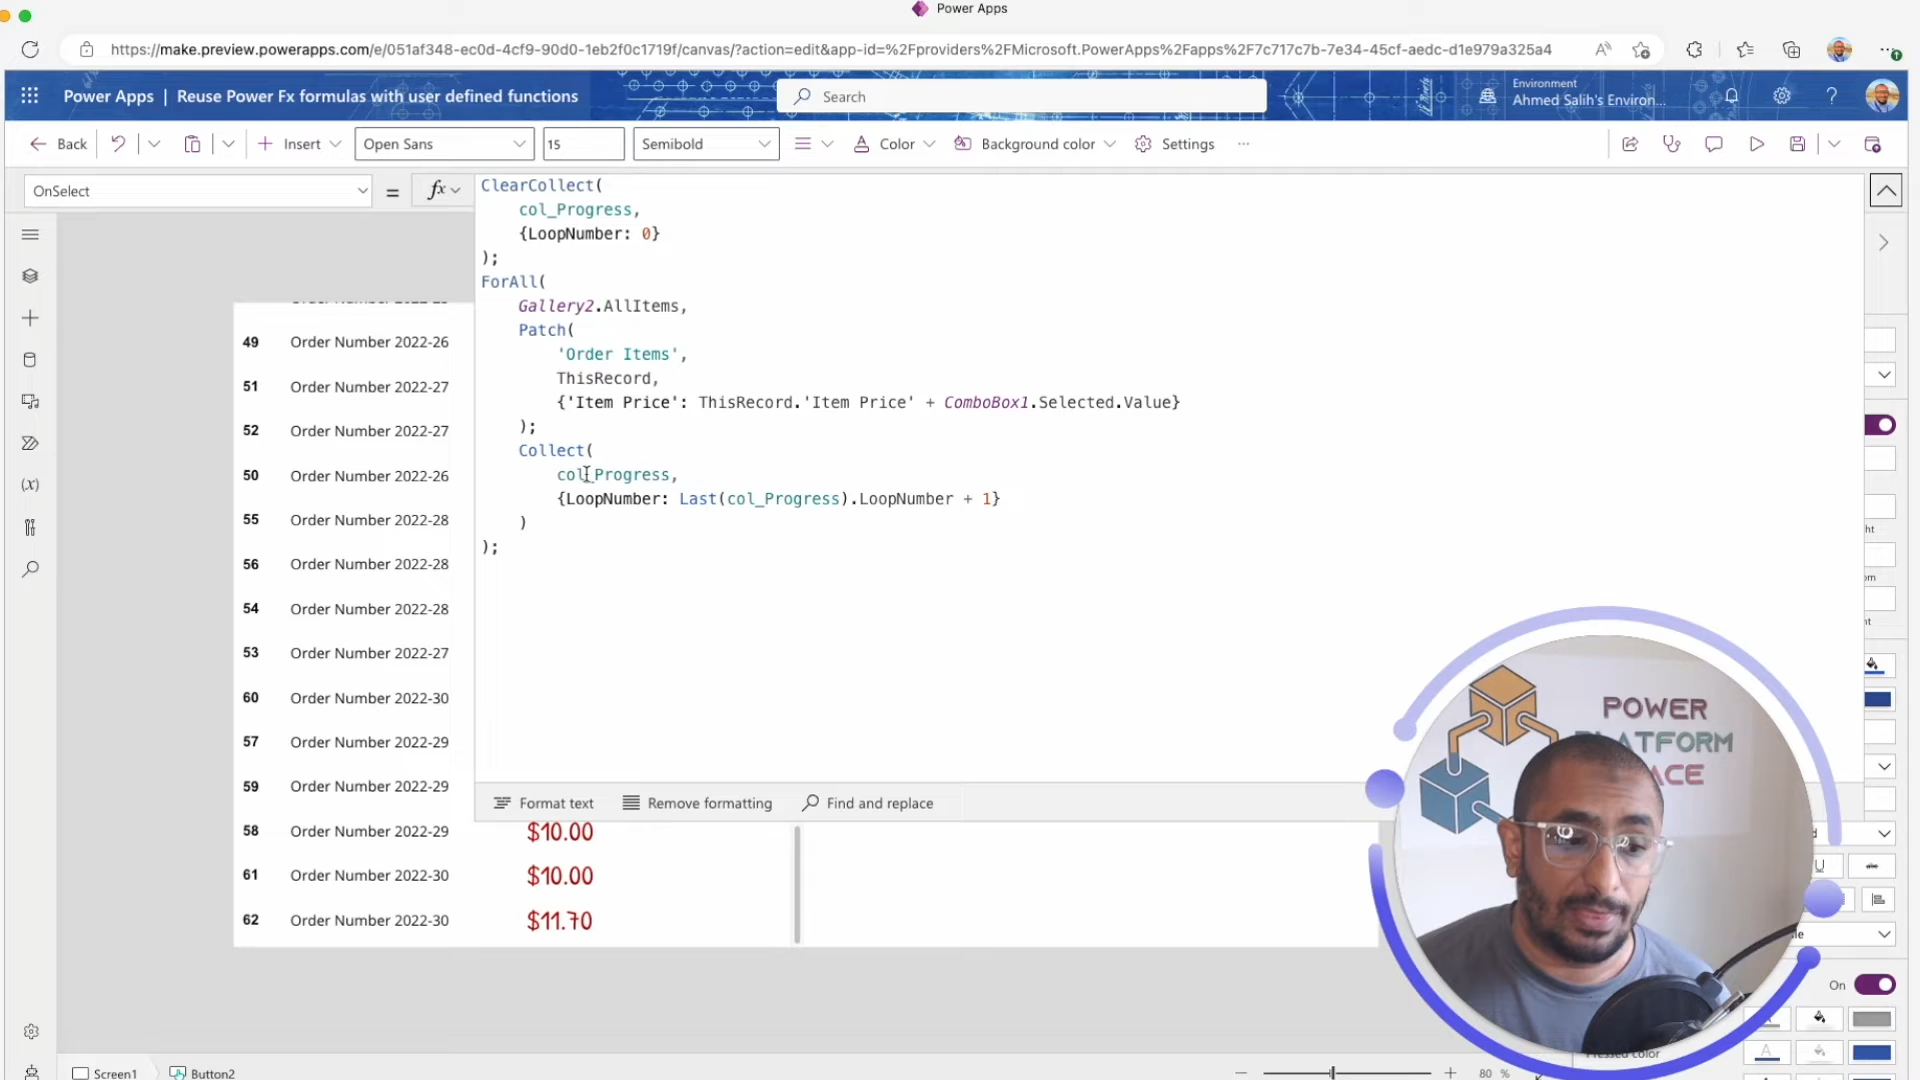 Power Apps
https://make.preview.powerapps.com/e/051af348-ec0d-4cf9-90d0-1eb2f0c1719f/canvas/?action=edit&app-id=%2Fproviders%2FMicrosoft.PowerApps%2Fapps%2F7c717c7b-7e34-45cf-aedc-d1e979a325a4
Power Apps | Reuse Power Fx formulas with user defined functions
Search
Environment
Ahmed Salih's Environ...
Back
Insert
Open Sans
15
Semibold
Color
Background color
Settings
OnSelect
=
fx
ClearCollect(
col_Progress,
{LoopNumber: 0}
);
ForAll(
Gallery2.AllItems,
Patch(
'Order Items',
ThisRecord,
{'Item Price': ThisRecord.'Item Price' + ComboBox1.Selected.Value}
);
Collect(
col_Progress,
{LoopNumber: Last(col_Progress).LoopNumber + 1}
)
);
49 Order Number 2022-26
51 Order Number 2022-27
52 Order Number 2022-27
50 Order Number 2022-26
55 Order Number 2022-28
56 Order Number 2022-28
54 Order Number 2022-28
53 Order Number 2022-27
60 Order Number 2022-30
57 Order Number 2022-29
59 Order Number 2022-29
58 Order Number 2022-29 $10.00
61 Order Number 2022-30 $10.00
62 Order Number 2022-30 $11.70
Format text
Remove formatting
Find and replace
POWER
PLATFORM
On
Screen1
Button2
80 %